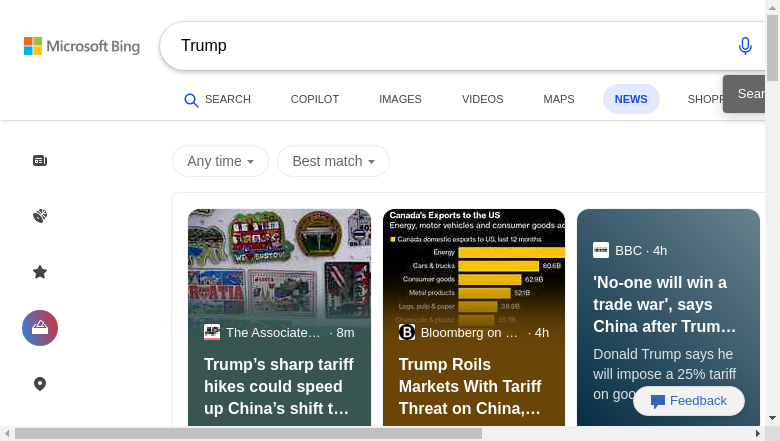 Microsoft Bing
Trump
SEARCH
COPILOT
IMAGES
VIDEOS
MAPS
NEWS
SHOPP
Sear
Any time
Best match
WE... CUBS!
CROATIA
Canada's Exports to the US
Energy, motor vehicles and consumer goods ac
Canada domestic exports to US, last 12 months
Energy
Cars & trucks
80.5B
Consumer goods
62.9B
Metal products
52.1B
Logs, pulp & paper
38.9B
Chemicals & plastic
35.7B
The Associate... · 8m
Trump’s sharp tariff
hikes could speed
up China’s shift t...
Bloomberg on ... · 4h
Trump Roils
Markets With Tariff
Threat on China,...
BBC · 4h
'No-one will win a
trade war', says
China after Trum...
Donald Trump says he
will impose a 25% tariff
on goo
Feedback